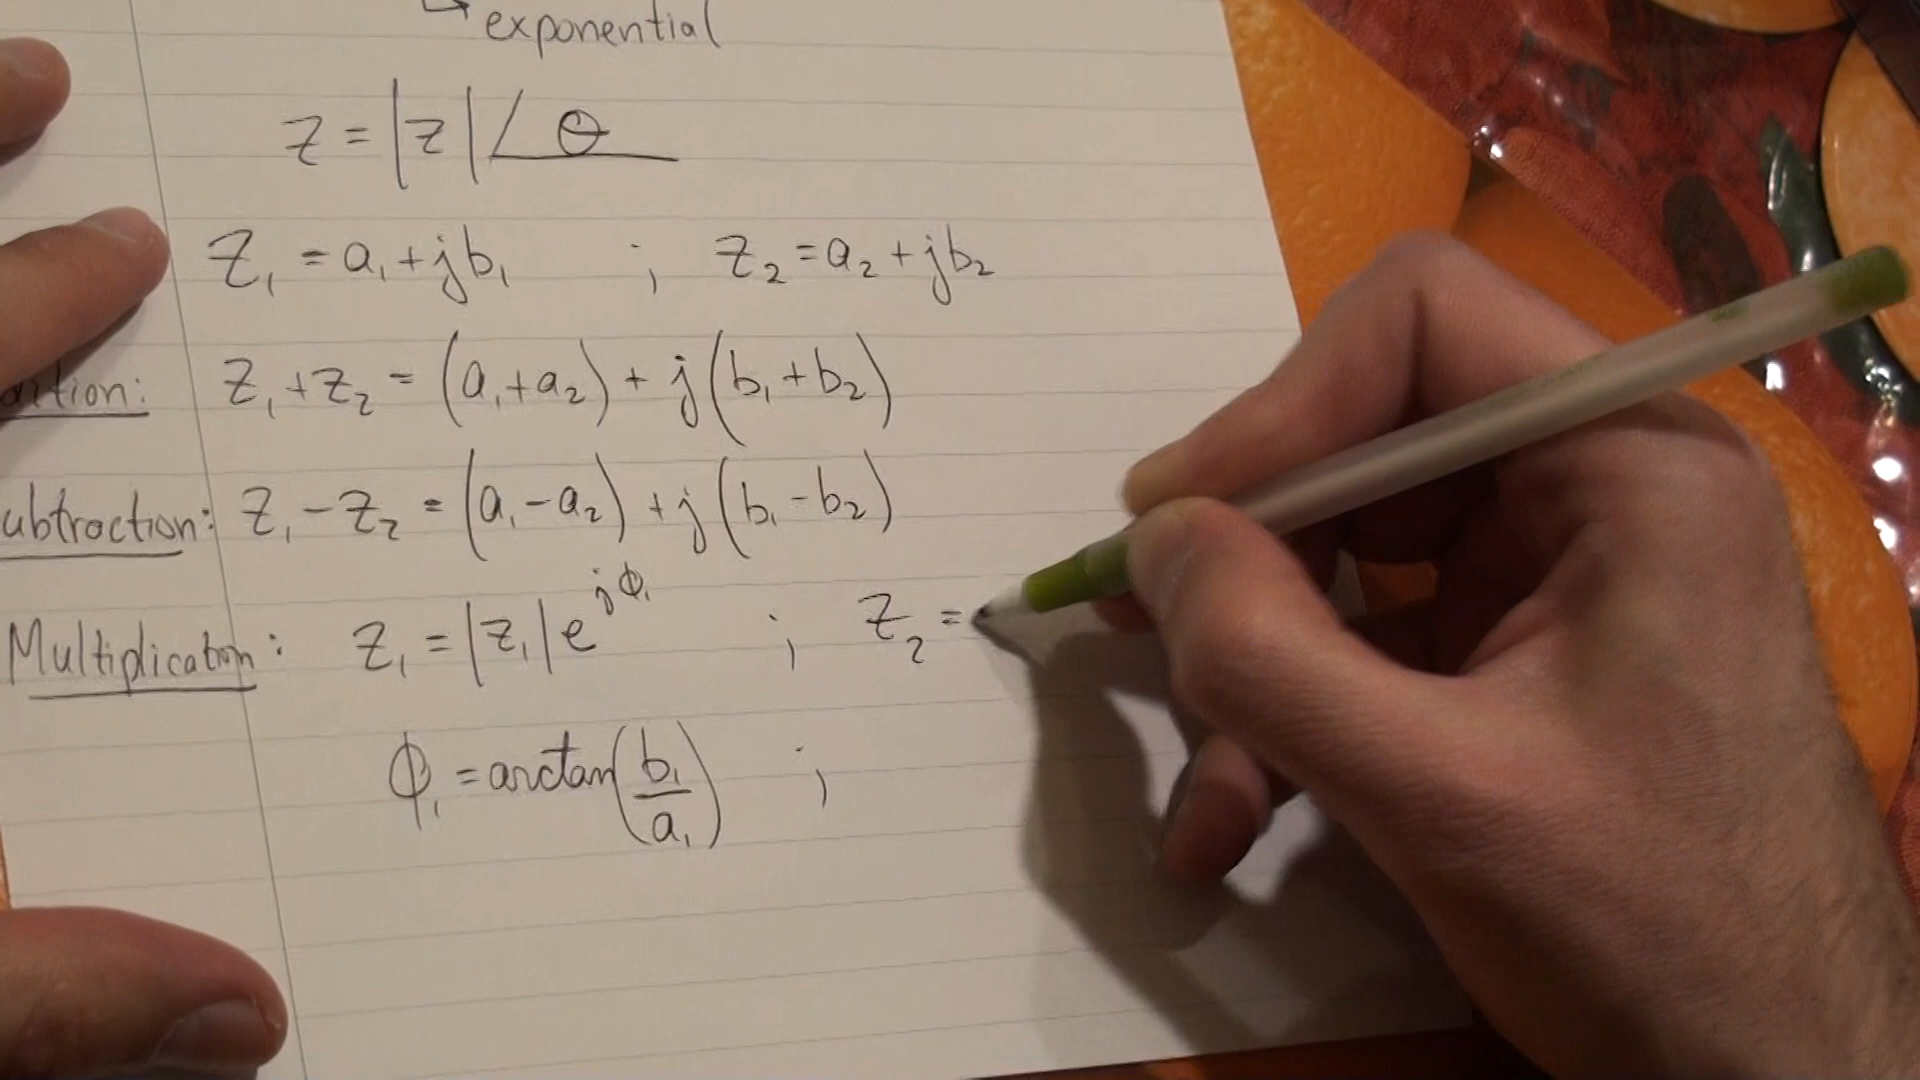 exponential
z = |z| ∠θ
z₁ = a₁ + jb₁ ; z₂ = a₂ + jb₂
z₁ + z₂ = (a₁ + a₂) + j(b₁ + b₂)
ubtraction: z₁ - z₂ = (a₁ - a₂) + j(b₁ - b₂)
Multiplication: z₁ = |z₁| e^{jϕ₁} ; z₂ =
ϕ₁ = arctan(b₁/a₁) ;